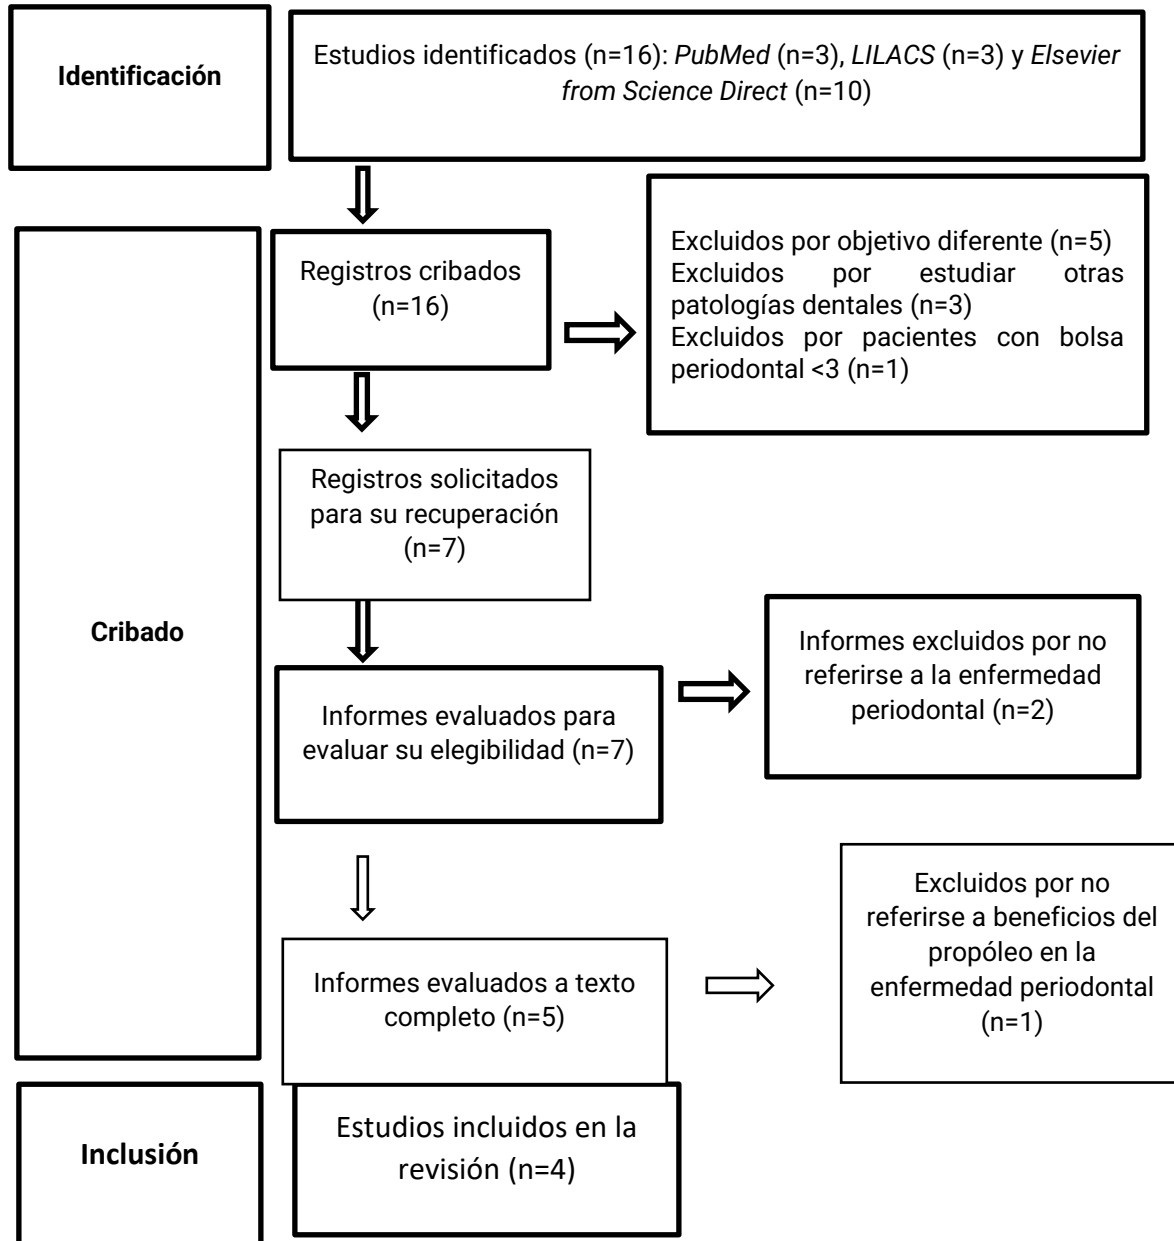 Identificación
Estudios identificados (n=16): PubMed (n=3), LILACS (n=3) y Elsevier
from Science Direct (n=10)
Registros cribados
(n=16)
Excluidos por objetivo diferente (n=5)
Excluidos por estudiar otras
patologías dentales (n=3)
Excluidos por pacientes con bolsa
periodontal <3 (n=1)
Registros solicitados
para su recuperación
(n=7)
Cribado
Informes evaluados para
evaluar su elegibilidad (n=7)
Informes excluidos por no
referirse a la enfermedad
periodontal (n=2)
Informes evaluados a texto
completo (n=5)
Excluidos por no
referirse a beneficios del
propóleo en la
enfermedad periodontal
(n=1)
Inclusión
Estudios incluidos en la
revisión (n=4)